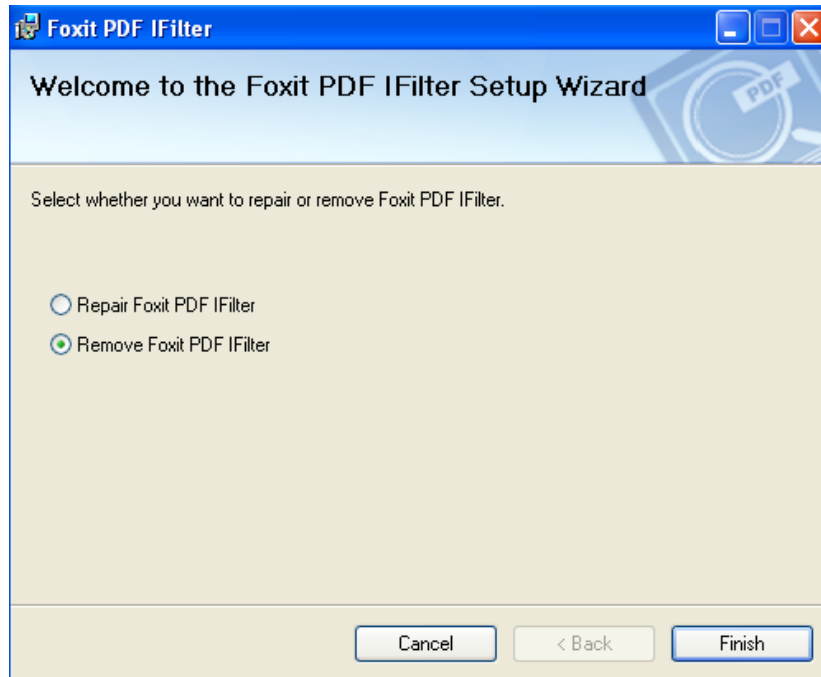 Foxit PDF IFilter
Welcome to the Foxit PDF IFilter Setup Wizard
PDF
Select whether you want to repair or remove Foxit PDF IFilter.
Repair Foxit PDF IFilter
Remove Foxit PDF IFilter
Cancel
< Back
Finish